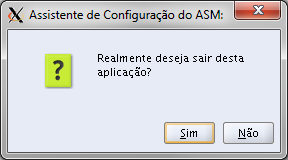 Assistente de Configuração do ASM:
Realmente deseja sair desta
aplicação?
Sim
Não